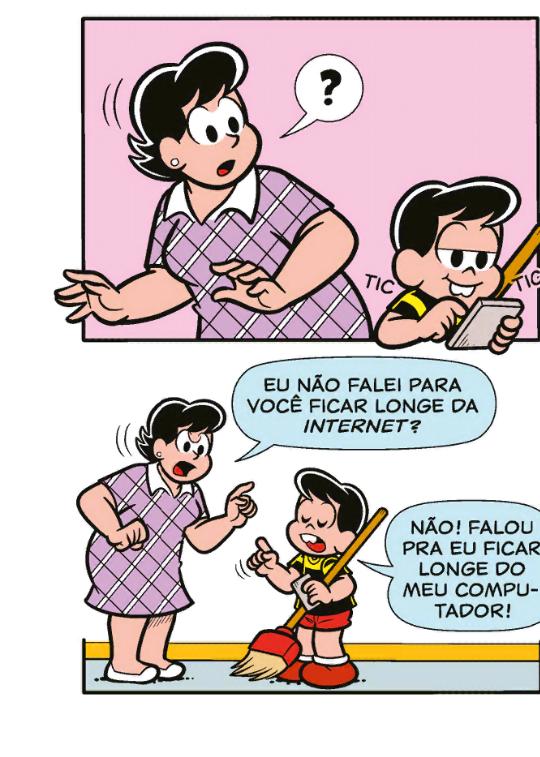 ?
TIC
TIC
EU NÃO FALEI PARA
VOCÊ FICAR LONGE DA
INTERNET?
NÃO! FALOU
PRA EU FICAR
LONGE DO
MEU COMPU-
TADOR!